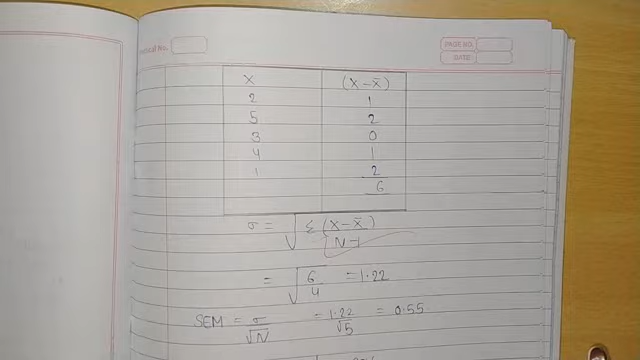 ctical No.
PAGE NO.
DATE:
X (X-X̄)
2 1
5 2
3 0
4 1
1 2
6
σ = √Σ(X-X̄)/N-1
= √6/4 = 1.22
SEM = σ/√N = 1.22/√5 = 0.55